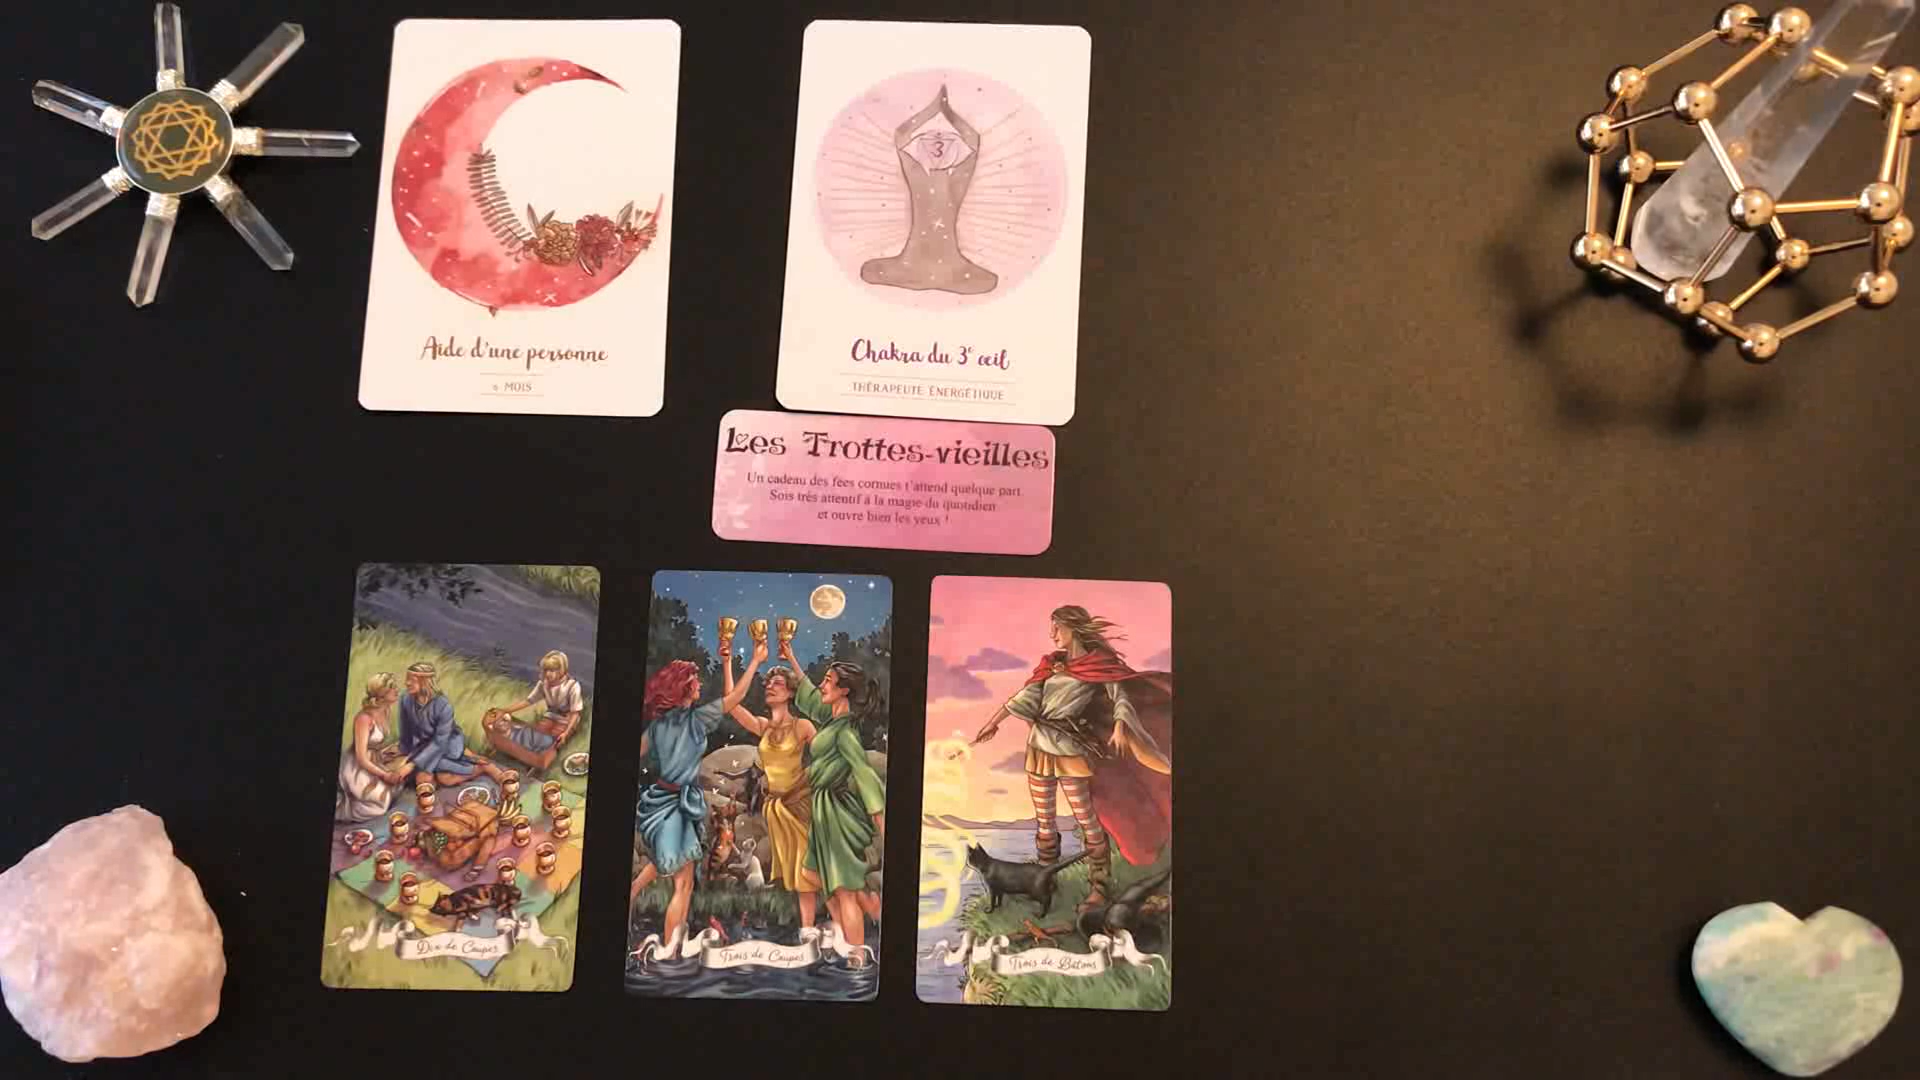 Aide d'une personne
6 MOIS
3
Chakra du 3e œil
THÉRAPEUTE ÉNERGÉTIQUE
Les Trottes-vieilles
Un cadeau des fées cornues t'attend quelque part.
Sois très attentif à la magie du quotidien
et ouvre bien les yeux !
Dix de Coupes
Trois de Coupes
Trois de Bâtons